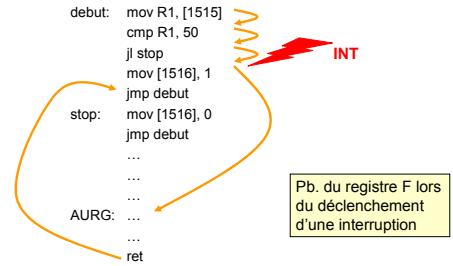 debut: mov R1, [1515]
cmp R1, 50
jl stop
INT
mov [1516], 1
jmp debut
stop: mov [1516], 0
jmp debut
…
…
…
AURG: …
…
ret
Pb. du registre F lors
du déclenchement
d'une interruption